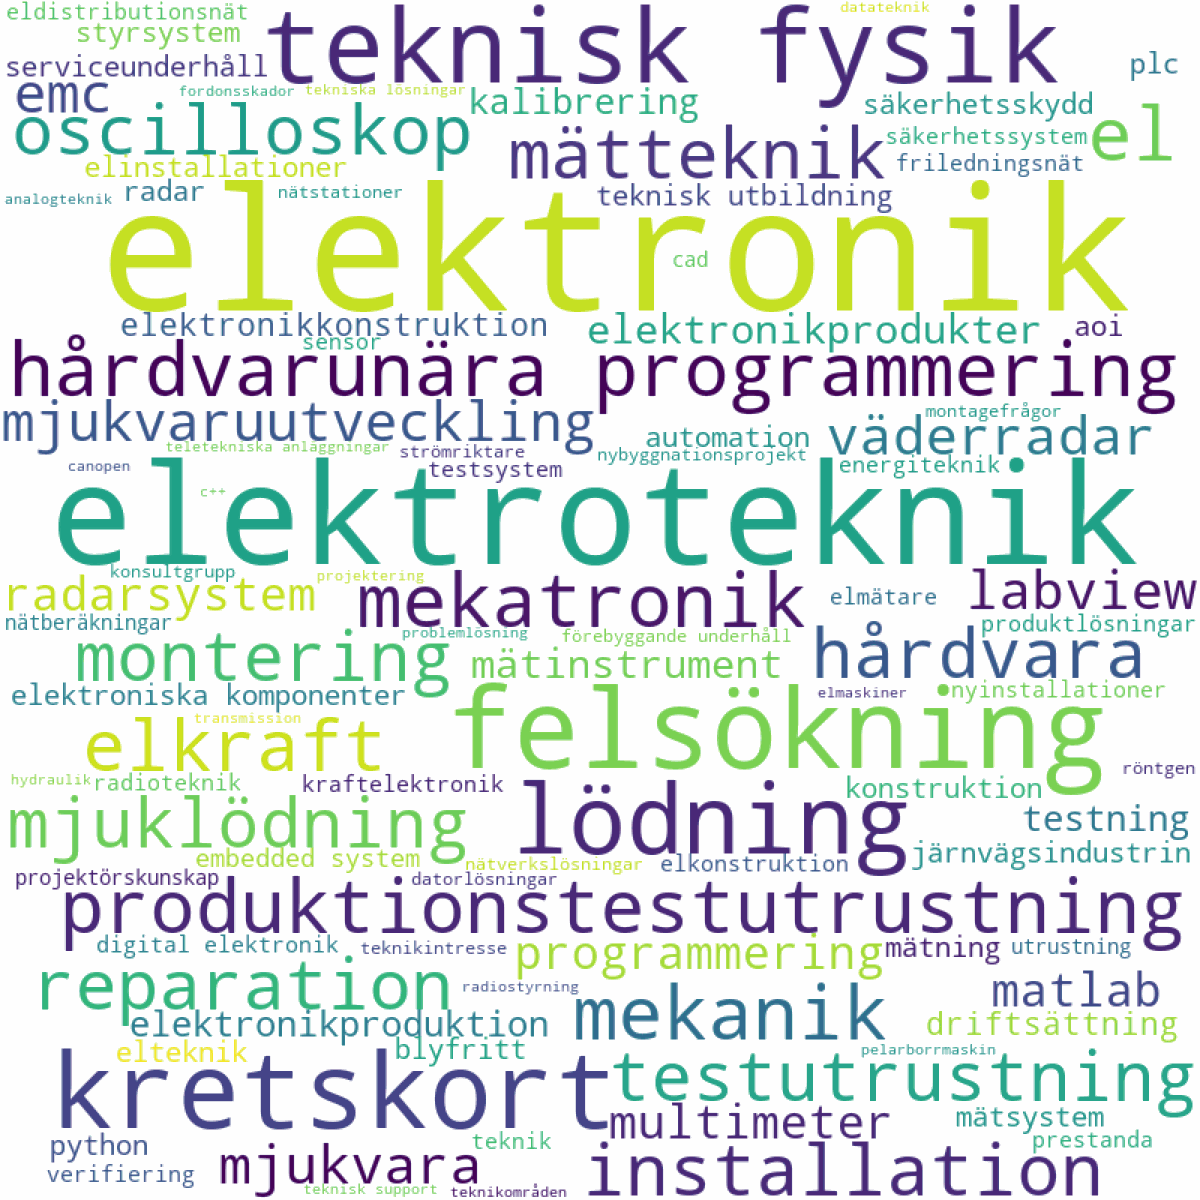 eldistributionsnät
teknisk fysik
datateknik
styrsystem
serviceunderhåll
plc
emc
fordonsskador
tekniska lösningar
kalibrering
säkerhetsskydd
oscilloskop
mätteknik
säkerhetssystem
el
elinstallationer
friledningsnät
analogteknik
radar
nätstationer
teknisk utbildning
elektronik
cad
elektronikkonstruktion
elektronikprodukter
aoi
sensor
hårdvarunära programmering
mjukvaruutveckling
montagefrågor
teletekniska anläggningar
automation
väderradar
canopen
strömriktare
nybyggnationsprojekt
testsystem
energiteknik
c++
elektroteknik
konsultgrupp
projektering
radarsystem
mekatronik
elmätare
labview
nätberäkningar
problemlösning
förebyggande underhåll
produktlösningar
montering
mätinstrument
hårdvara
elektroniska komponenter
elmaskiner
nyinstallationer
transmission
elkraft
felsökning
hydraulik
radioteknik
kraftelektronik
röntgen
konstruktion
mjuklödning
lödning
testning
embedded system
nätverkslösningar
elkonstruktion
järnvägsindustrin
projektörskunskap
datorlösningar
produktionstestutrustning
digital elektronik
teknikintresse
programmering
mätning
utrustning
reparation
radiostyrning
mekanik
matlab
elektronikproduktion
driftsättning
elteknik
blyfritt
pelarborrmaskin
kretskort
testutrustning
multimeter
mätsystem
python
teknik
prestanda
verifiering
mjukvara
installation
teknisk support
teknikområden